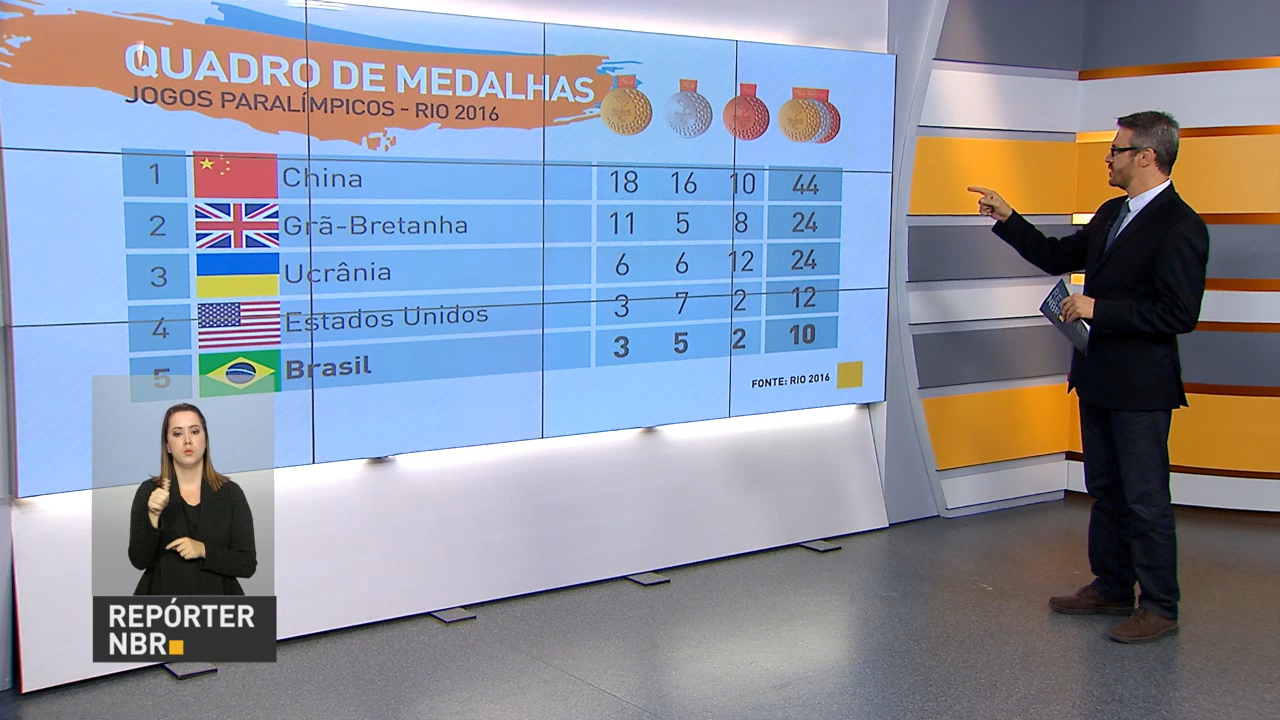 QUADRO DE MEDALHAS
JOGOS PARALÍMPICOS - RIO 2016
1 China 18 16 10 44
2 Grã-Bretanha 11 5 8 24
3 Ucrânia 6 6 12 24
4 Estados Unidos 3 7 2 12
5 Brasil 3 5 2 10
FONTE: RIO 2016
REPÓRTER
NBR